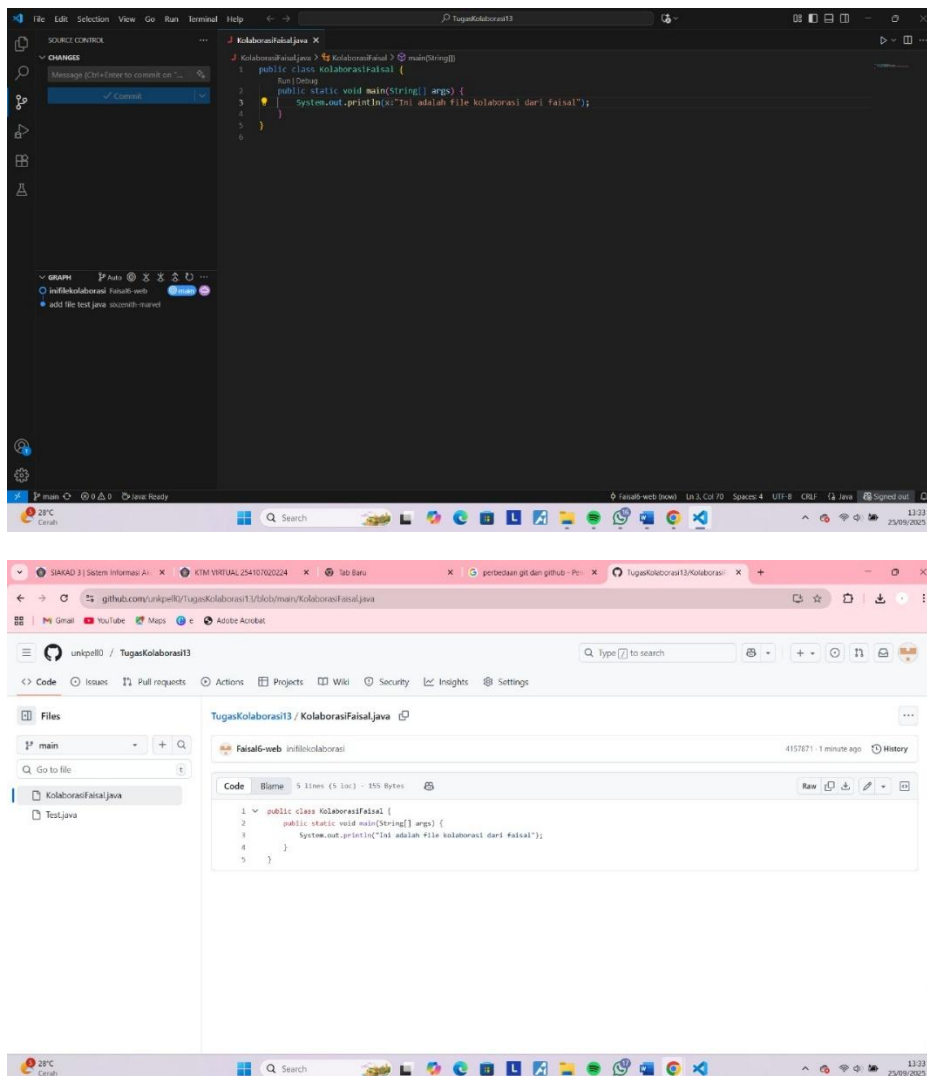 File Edit Selection View Go Run Terminal Help
TugasKolaborasi13
SOURCE CONTROL
KolaborasiFaisal.java
CHANGES
KolaborasiFaisal.java > KolaborasiFaisal > main(String[])
Message (Ctrl+Enter to commit on "...
Commit
1 public class KolaborasiFaisal {
Run | Debug
2 public static void main(String[] args) {
3 System.out.println(x:"Ini adalah file kolaborasi dari faisal");
4 }
5 }
6
GRAPH Auto
inifilekolaborasi Faisal6-web main
add file test java sozenith-marvel
main 0 0 Java: Ready
Faisal6-web (now) Ln 3, Col 70 Spaces: 4 UTF-8 CRLF Java Signed out
28°C
Cerah
Search
13:33
25/09/2025
SIAKAD 3 | Sistem Informasi Ak
KTM VIRTUAL 254107620224
Tab Baru
perbedaan git dan github - Pen
TugasKolaborasi13/Kolaborasi
github.com/unkpell0/TugasKolaborasi13/blob/main/KolaborasiFaisal.java
Gmail YouTube Maps e Adobe Acrobat
unkpell0 / TugasKolaborasi13
Type / to search
Code Issues Pull requests Actions Projects Wiki Security Insights Settings
Files
TugasKolaborasi13 / KolaborasiFaisal.java
main
Faisal6-web inifilekolaborasi
4157871 · 1 minute ago History
Go to file t
KolaborasiFaisal.java
Test.java
Code Blame 5 lines (5 loc) · 155 Bytes
Raw
1 public class KolaborasiFaisal {
2 public static void main(String[] args) {
3 System.out.println("Ini adalah file kolaborasi dari faisal");
4 }
5 }
28°C
Cerah
Search
13:33
25/09/2025